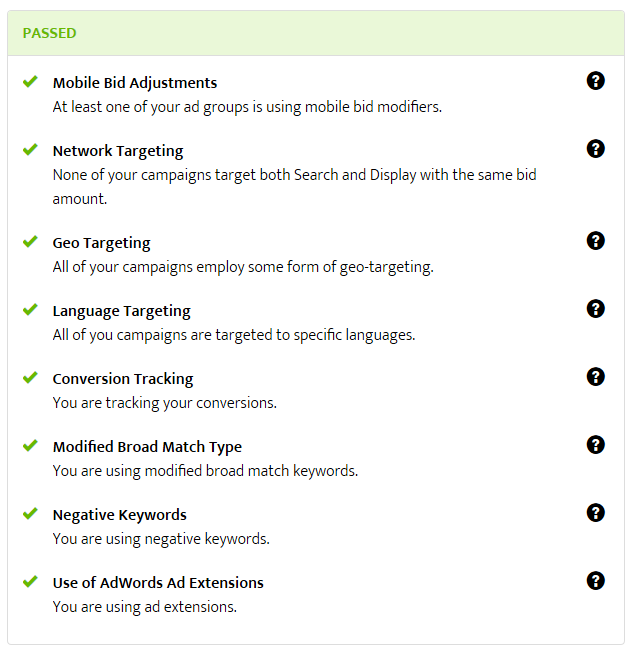 PASSED
Mobile Bid Adjustments
At least one of your ad groups is using mobile bid modifiers.
Network Targeting
None of your campaigns target both Search and Display with the same bid
amount.
Geo Targeting
All of your campaigns employ some form of geo-targeting.
Language Targeting
All of you campaigns are targeted to specific languages.
Conversion Tracking
You are tracking your conversions.
Modified Broad Match Type
You are using modified broad match keywords.
Negative Keywords
You are using negative keywords.
Use of AdWords Ad Extensions
You are using ad extensions.